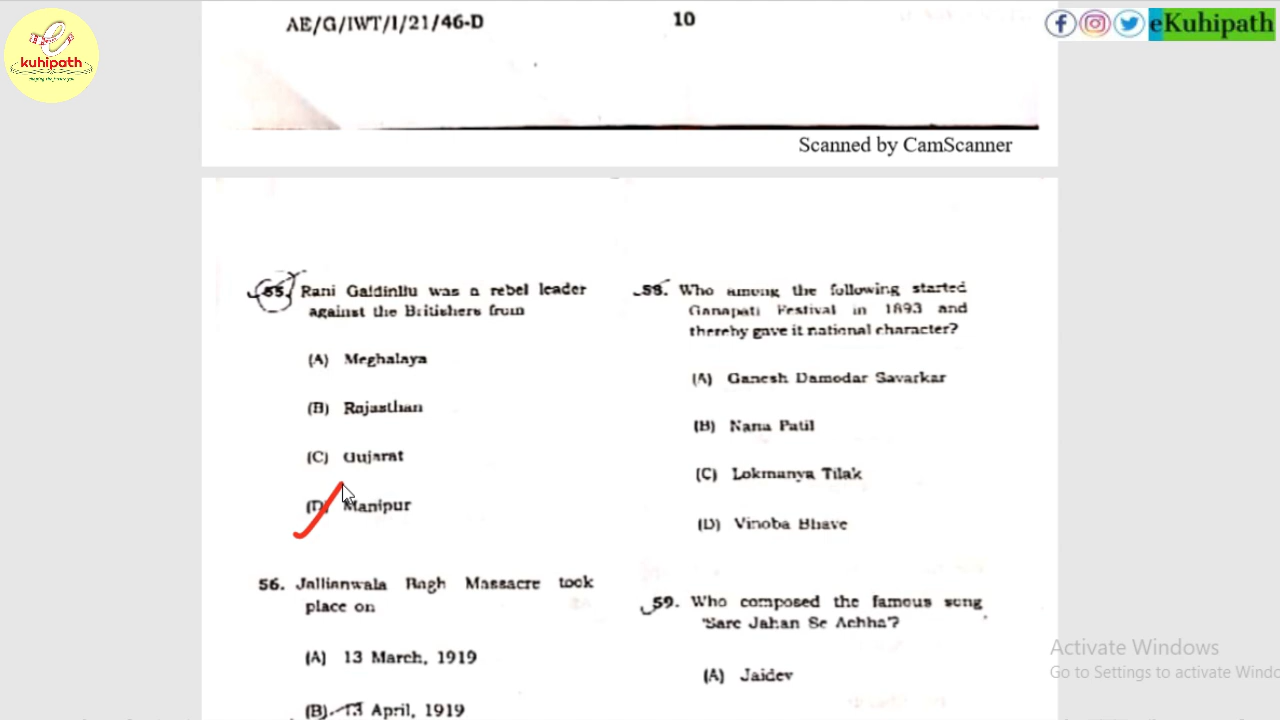 AE/G/IWT/I/21/46-D
10
eKuhipath
kuhipath
Scanned by CamScanner
55. Rani Gaidinliu was a rebel leader
against the Britishers from
(A) Meghalaya
(B) Rajasthan
(C) Gujarat
(D) Manipur
56. Jallianwala Bagh Massacre took
place on
(A) 13 March, 1919
(B) 13 April, 1919
58. Who among the following started
Ganapati Festival in 1893 and
thereby gave it national character?
(A) Ganesh Damodar Savarkar
(B) Nana Patil
(C) Lokmanya Tilak
(D) Vinoba Bhave
59. Who composed the famous song
'Sare Jahan Se Achha'?
(A) Jaidev
Activate Windows
Go to Settings to activate Windo